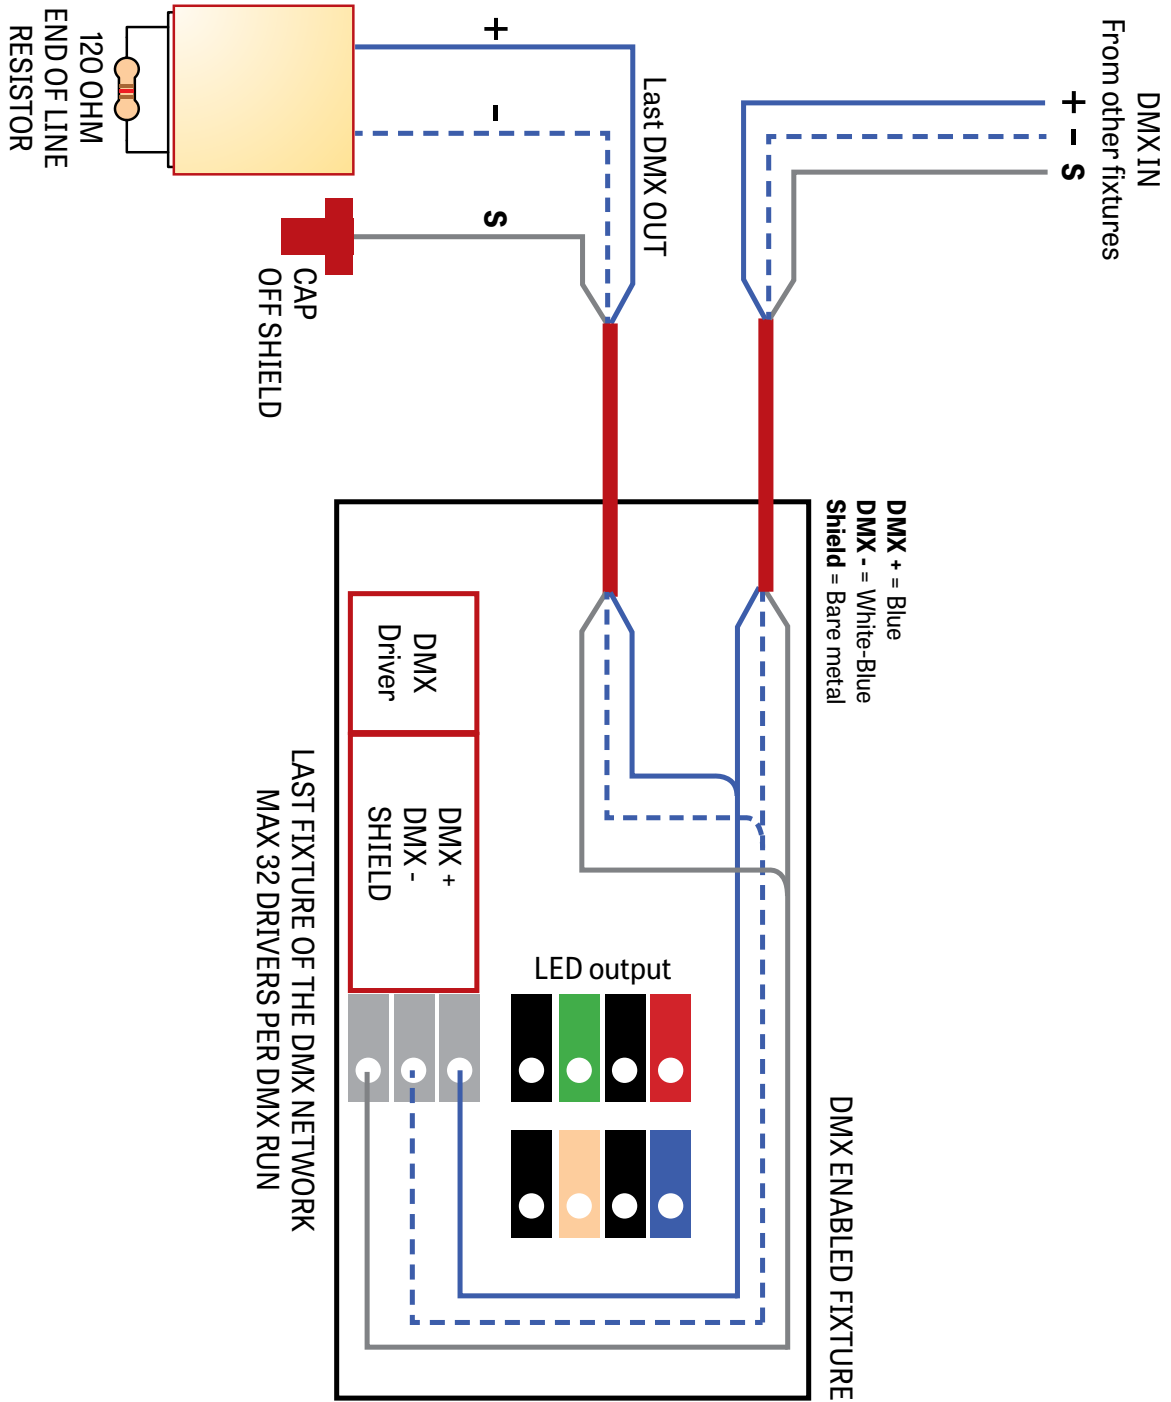 DMX IN
From other fixtures
+
-
S
DMX + = Blue
DMX - = White-Blue
Shield = Bare metal
DMX ENABLED FIXTURE
Last DMX OUT
+
-
S
120 OHM
END OF LINE
RESISTOR
CAP
OFF SHIELD
DMX
Driver
DMX +
DMX -
SHIELD
LED output
LAST FIXTURE OF THE DMX NETWORK
MAX 32 DRIVERS PER DMX RUN